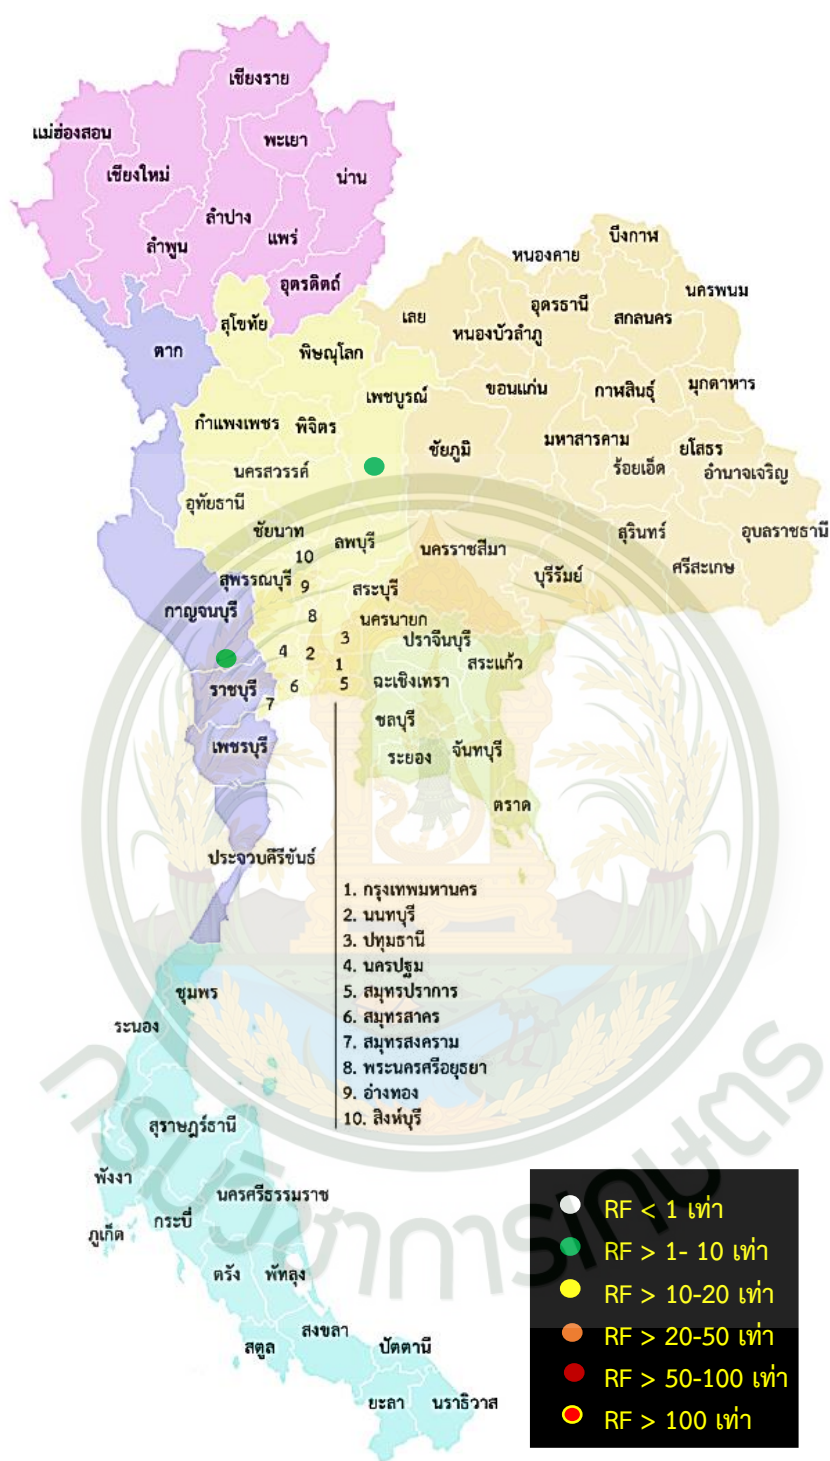 เชียงราย
แม่ฮ่องสอน
พะเยา
เชียงใหม่
น่าน
ลำปาง
ลำพูน
แพร่
อุตรดิตถ์
บึงกาฬ
หนองคาย
นครพนม
อุดรธานี
เลย
สกลนคร
สุโขทัย
หนองบัวลำภู
ตาก
พิษณุโลก
เพชบูรณ์
ขอนแก่น
กาฬสินธุ์
มุกดาหาร
กำแพงเพชร
พิจิตร
ชัยภูมิ
มหาสารคาม
ยโสธร
นครสวรรค์
ร้อยเอ็ด
อำนาจเจริญ
อุทัยธานี
ชัยนาท
ลพบุรี
นครราชสีมา
สุรินทร์
อุบลราชธานี
10
สุพรรณบุรี
9
สระบุรี
บุรีรัมย์
ศรีสะเกษ
กาญจนบุรี
8
นครนายก
3
ปราจีนบุรี
4
2
1
สระแก้ว
ราชบุรี
6
5
ฉะเชิงเทรา
7
ชลบุรี
เพชรบุรี
ระยอง
จันทบุรี
ตราด
ประจวบคีรีขันธ์
1. กรุงเทพมหานคร
2. นนทบุรี
3. ปทุมธานี
4. นครปฐม
5. สมุทรปราการ
6. สมุทรสาคร
7. สมุทรสงคราม
8. พระนครศรีอยุธยา
9. อ่างทอง
10. สิงห์บุรี
ชุมพร
ระนอง
สุราษฎร์ธานี
พังงา
นครศรีธรรมราช
กระบี่
ภูเก็ต
ตรัง
พัทลุง
สงขลา
สตูล
ปัตตานี
ยะลา
นราธิวาส
กรมวิชาการเกษตร
RF < 1 เท่า
RF > 1- 10 เท่า
RF > 10-20 เท่า
RF > 20-50 เท่า
RF > 50-100 เท่า
RF > 100 เท่า